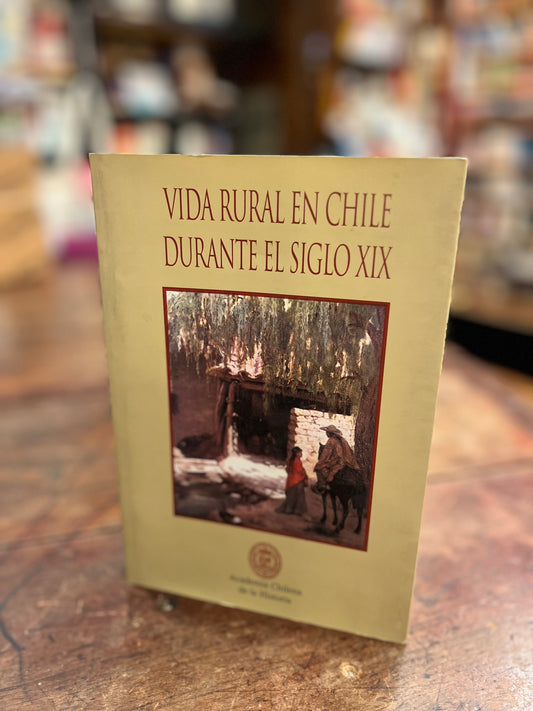 VIDA RURAL EN CHILE
DURANTE EL SIGLO XIX
Academia Chilena
de la Historia